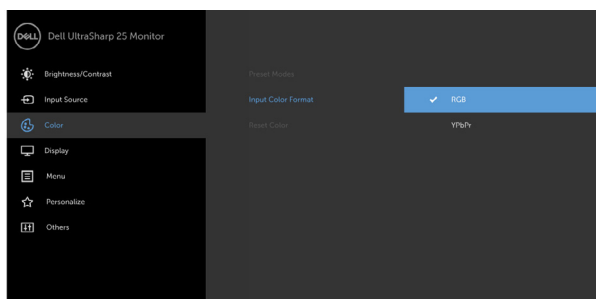 DELL
Dell UltraSharp 25 Monitor
Brightness/Contrast
Input Source
Color
Display
Menu
Personalize
Others
Preset Modes
Input Color Format
Reset Color
RGB
YPbPr